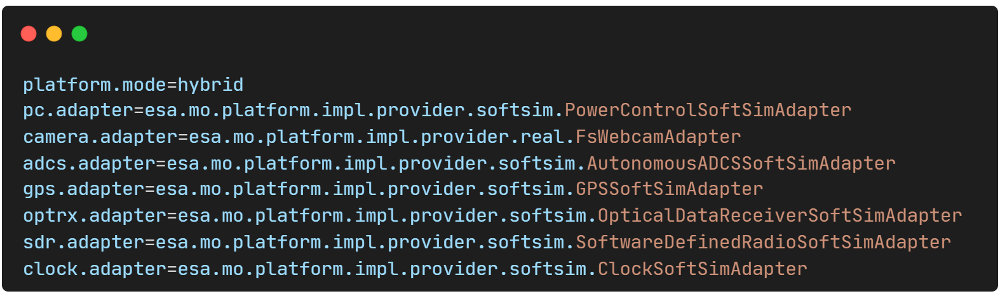 platform.mode=hybrid
pc.adapter=esa.mo.platform.impl.provider.softsim.PowerControlSoftSimAdapter
camera.adapter=esa.mo.platform.impl.provider.real.FsWebcamAdapter
adcs.adapter=esa.mo.platform.impl.provider.softsim.AutonomousADCSSoftSimAdapter
gps.adapter=esa.mo.platform.impl.provider.softsim.GPSSoftSimAdapter
optrx.adapter=esa.mo.platform.impl.provider.softsim.OpticalDataReceiverSoftSimAdapter
sdr.adapter=esa.mo.platform.impl.provider.softsim.SoftwareDefinedRadioSoftSimAdapter
clock.adapter=esa.mo.platform.impl.provider.softsim.ClockSoftSimAdapter